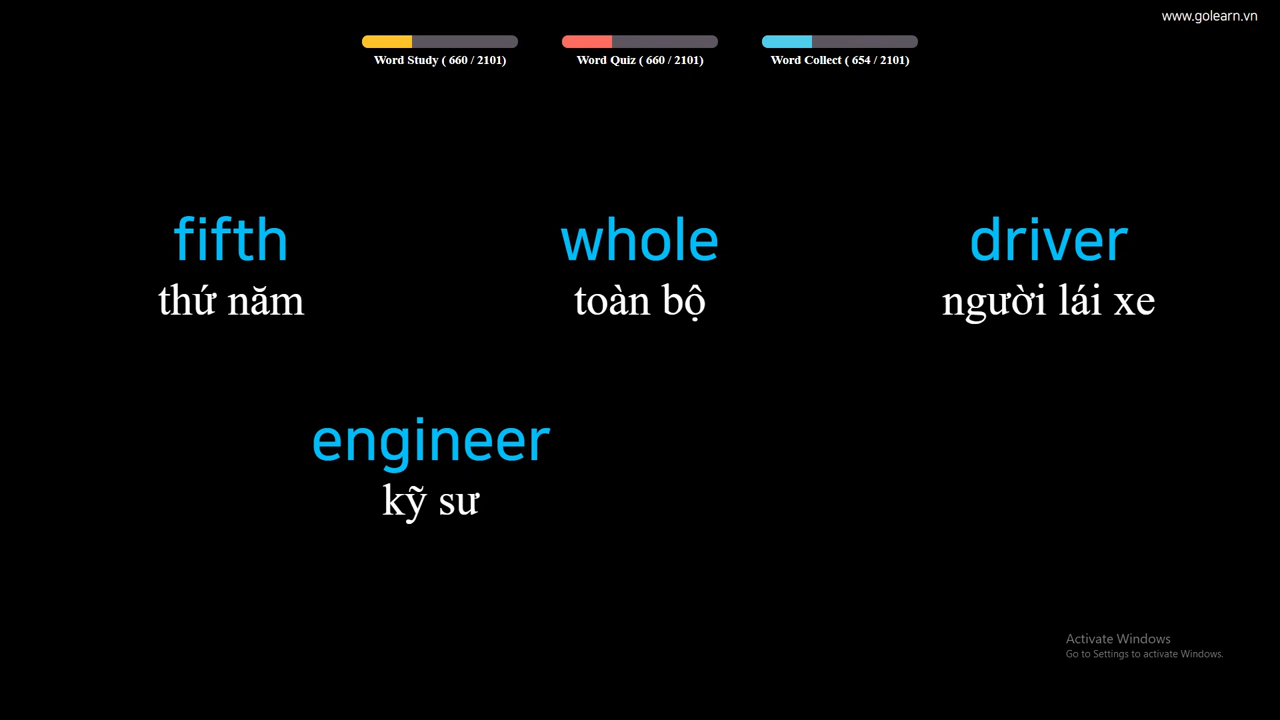 www.golearn.vn
Word Study ( 660 / 2101)
Word Quiz ( 660 / 2101)
Word Collect ( 654 / 2101)
fifth
thứ năm
whole
toàn bộ
driver
người lái xe
engineer
kỹ sư
Activate Windows
Go to Settings to activate Windows.